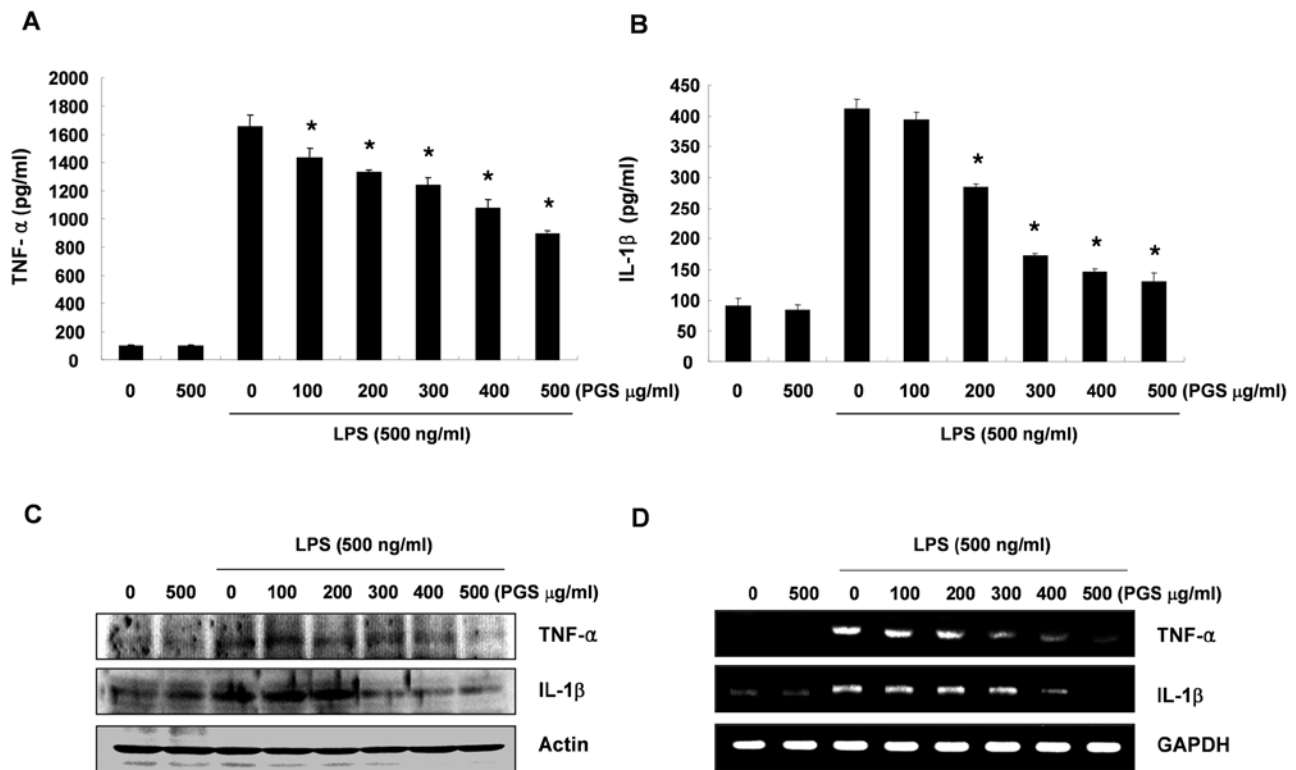 A
TNF- α (pg/ml)
2000
1800
1600
1400
1200
1000
800
600
400
200
0
* * * * *
0 500 0 100 200 300 400 500 (PGS μg/ml)
LPS (500 ng/ml)
B
IL-1β (pg/ml)
450
400
350
300
250
200
150
100
50
0
* * * *
0 500 0 100 200 300 400 500 (PGS μg/ml)
LPS (500 ng/ml)
C
LPS (500 ng/ml)
0 500 0 100 200 300 400 500 (PGS μg/ml)
TNF-α
IL-1β
Actin
D
LPS (500 ng/ml)
0 500 0 100 200 300 400 500 (PGS μg/ml)
TNF-α
IL-1β
GAPDH